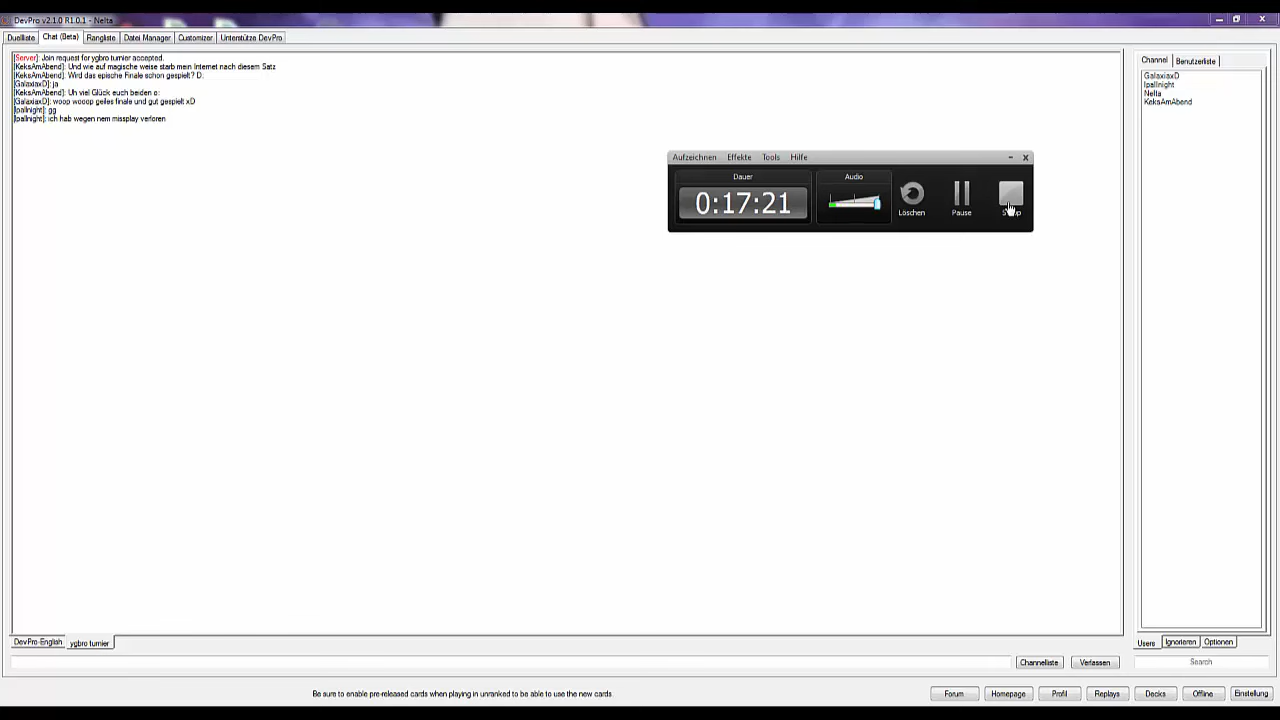 DevPro v2.1.0 R1.0.1 - Nelta
Duelliste
Chat (Beta)
Rangliste
Datei Manager
Customizer
Unterstütze DevPro
[Server]: Join request for ygbro turnier accepted.
[KeksAmAbend]: Und wie auf magische weise starb mein Internet nach diesem Satz
[KeksAmAbend]: Wird das epische Finale schon gespielt? D:
[GalaxiaxD]: ja
[KeksAmAbend]: Uh viel Glück euch beiden o:
[GalaxiaxD]: woop wooop geiles finale und gut gespielt xD
[Ipallnight]: gg
[Ipallnight]: ich hab wegen nem missplay verloren
Channel
Benutzerliste
GalaxiaxD
Ipallnight
Nelta
KeksAmAbend
Aufzeichnen
Effekte
Tools
Hilfe
Dauer
0:17:21
Audio
Löschen
Pause
DevPro-English
ygbro turnier
Users
Ignorieren
Optionen
Channelliste
Verlassen
Search
Be sure to enable pre-released cards when playing in unranked to be able to use the new cards
Forum
Homepage
Profil
Replays
Decks
Offline
Einstellung